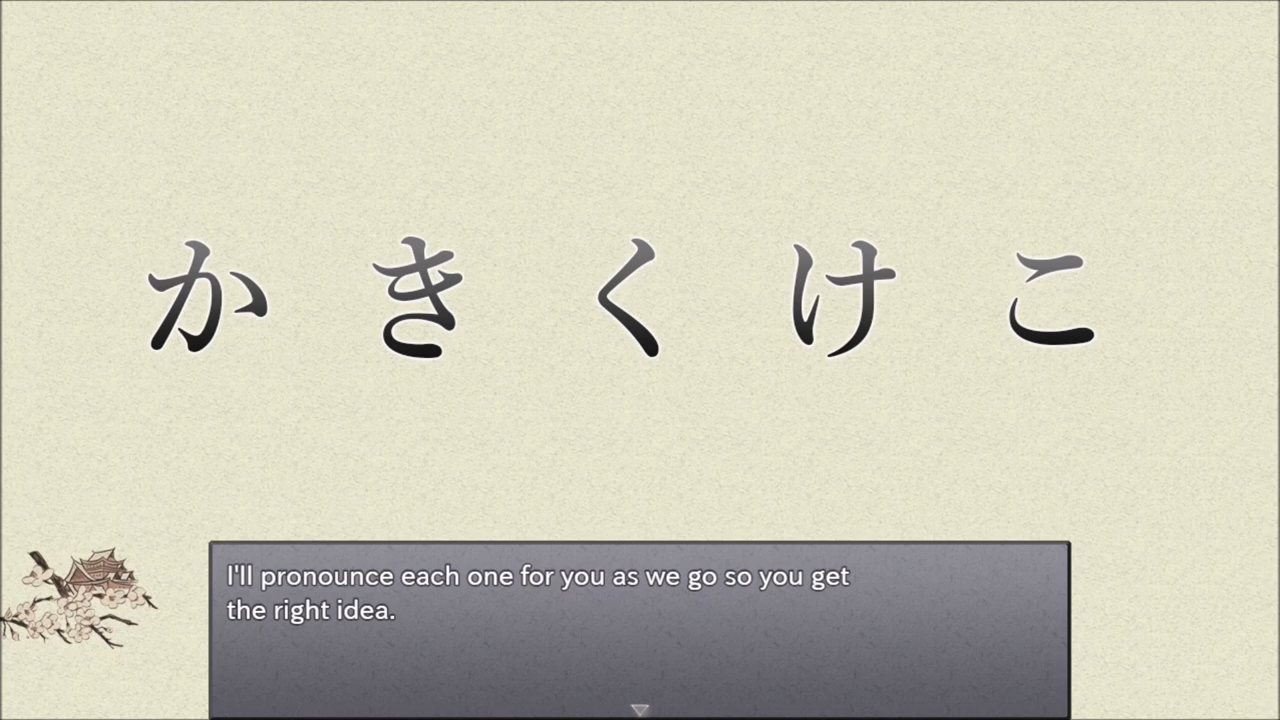 か き く け こ
I'll pronounce each one for you as we go so you get
the right idea.